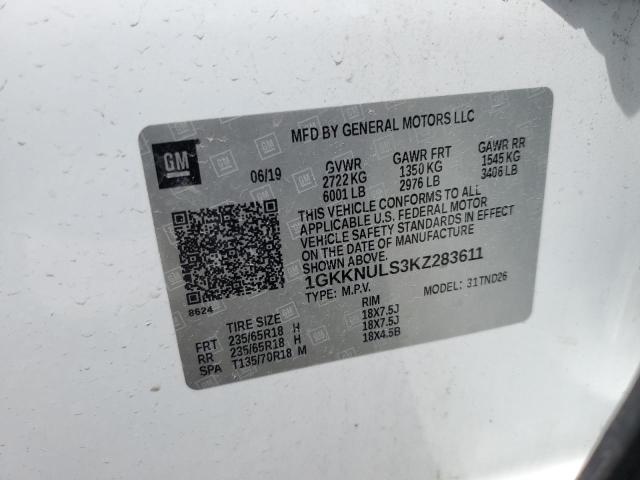 MFD BY GENERAL MOTORS LLC
GM
06/19 GVWR GAWR FRT GAWR RR
2722 KG 1350 KG 1545 KG
6001 LB 2976 LB 3406 LB
THIS VEHICLE CONFORMS TO ALL
APPLICABLE U.S. FEDERAL MOTOR
VEHICLE SAFETY STANDARDS IN EFFECT
ON THE DATE OF MANUFACTURE
SHOWN ABOVE.
1GKKNULS3KZ283611
TYPE: M.P.V. MODEL: 31TND26
8624
TIRE SIZE RIM
FRT 235/65R18 H 18X7.5J
RR 235/65R18 H 18X7.5J
SPA T135/70R18 M 18X4.5B